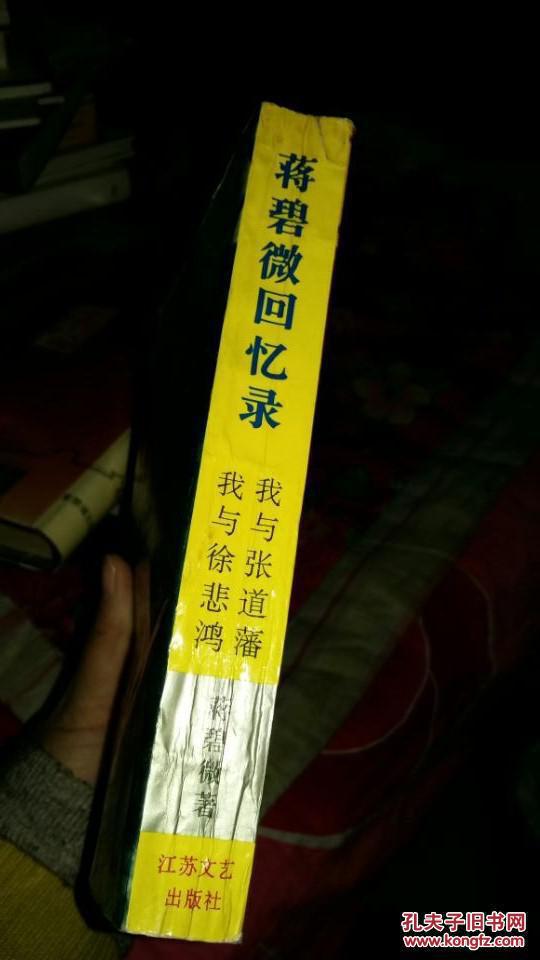 蒋碧微回忆录
我与张道藩
我与徐悲鸿
蒋碧微著
江苏文艺
出版社
孔夫子旧书网
www.kongfz.com